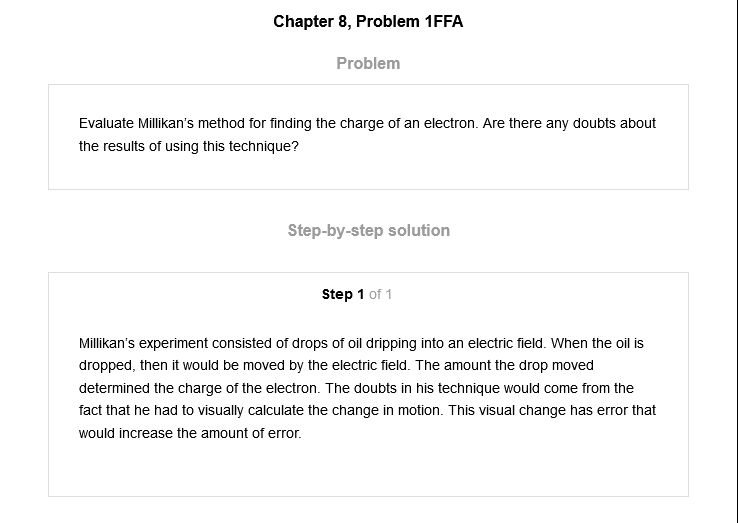 Chapter 8, Problem 1FFA
Problem
Evaluate Millikan's method for finding the charge of an electron. Are there any doubts about
the results of using this technique?
Step-by-step solution
Step 1 of 1
Millikan's experiment consisted of drops of oil dripping into an electric field. When the oil is
dropped, then it would be moved by the electric field. The amount the drop moved
determined the charge of the electron. The doubts in his technique would come from the
fact that he had to visually calculate the change in motion. This visual change has error that
would increase the amount of error.